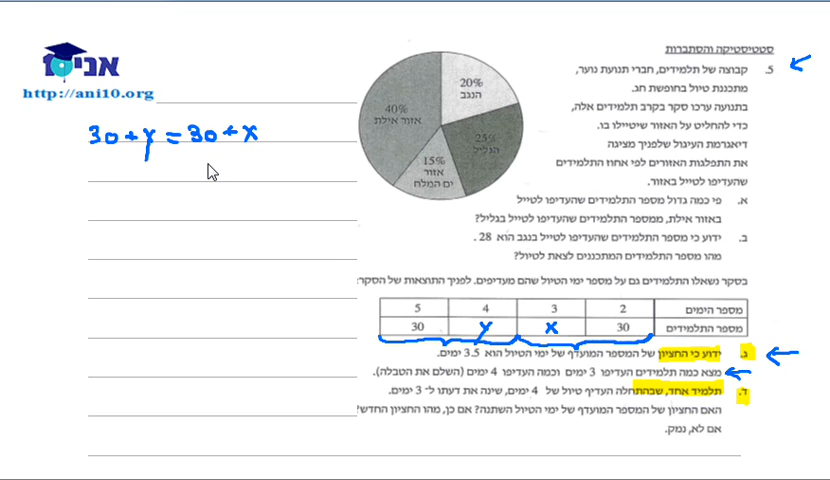 סטטיסטיקה והסתברות
5. קבוצה של תלמידים, חברי תנועת נוער,
מתכננת טיול בחופשת חג.
בתנועה ערכו סקר בקרב תלמידים אלה,
כדי להחליט על האזור שיטיילו בו.
דיאגרמת העיגול שלפניך מציגה
את התפלגות האזורים לפי אחוז התלמידים
שהעדיפו לטייל באזור.
א. פי כמה גדול מספר התלמידים שהעדיפו לטייל
באזור אילת, ממספר התלמידים שהעדיפו לטייל בגליל?
ב. ידוע כי מספר התלמידים שהעדיפו לטייל בנגב הוא 28.
מהו מספר התלמידים המתכננים לצאת לטיול?
20%
הנגב
25%
הגליל
15%
אזור
ים המלח
40%
אזור אילת
אני10
http://ani10.org
30+y=30+x
בסקר נשאלו התלמידים גם על מספר ימי הטיול שהם מעדיפים. לפניך התוצאות של הסקר:
מספר הימים 2 3 4 5
מספר התלמידים 30 x y 30
ג. ידוע כי החציון של המספר המועדף של ימי הטיול הוא 3.5 ימים.
מצא כמה תלמידים העדיפו 3 ימים וכמה העדיפו 4 ימים (השלם את הטבלה).
ד. תלמיד אחד, שבהתחלה העדיף טיול של 4 ימים, שינה את דעתו ל־ 3 ימים.
האם החציון של המספר המועדף של ימי הטיול השתנה? אם כן, מהו החציון החדש?
אם לא, נמק.